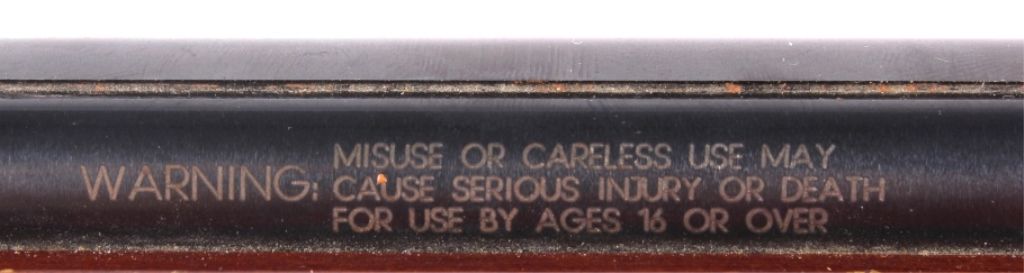 WARNING: MISUSE OR CARELESS USE MAY
CAUSE SERIOUS INJURY OR DEATH
FOR USE BY AGES 16 OR OVER